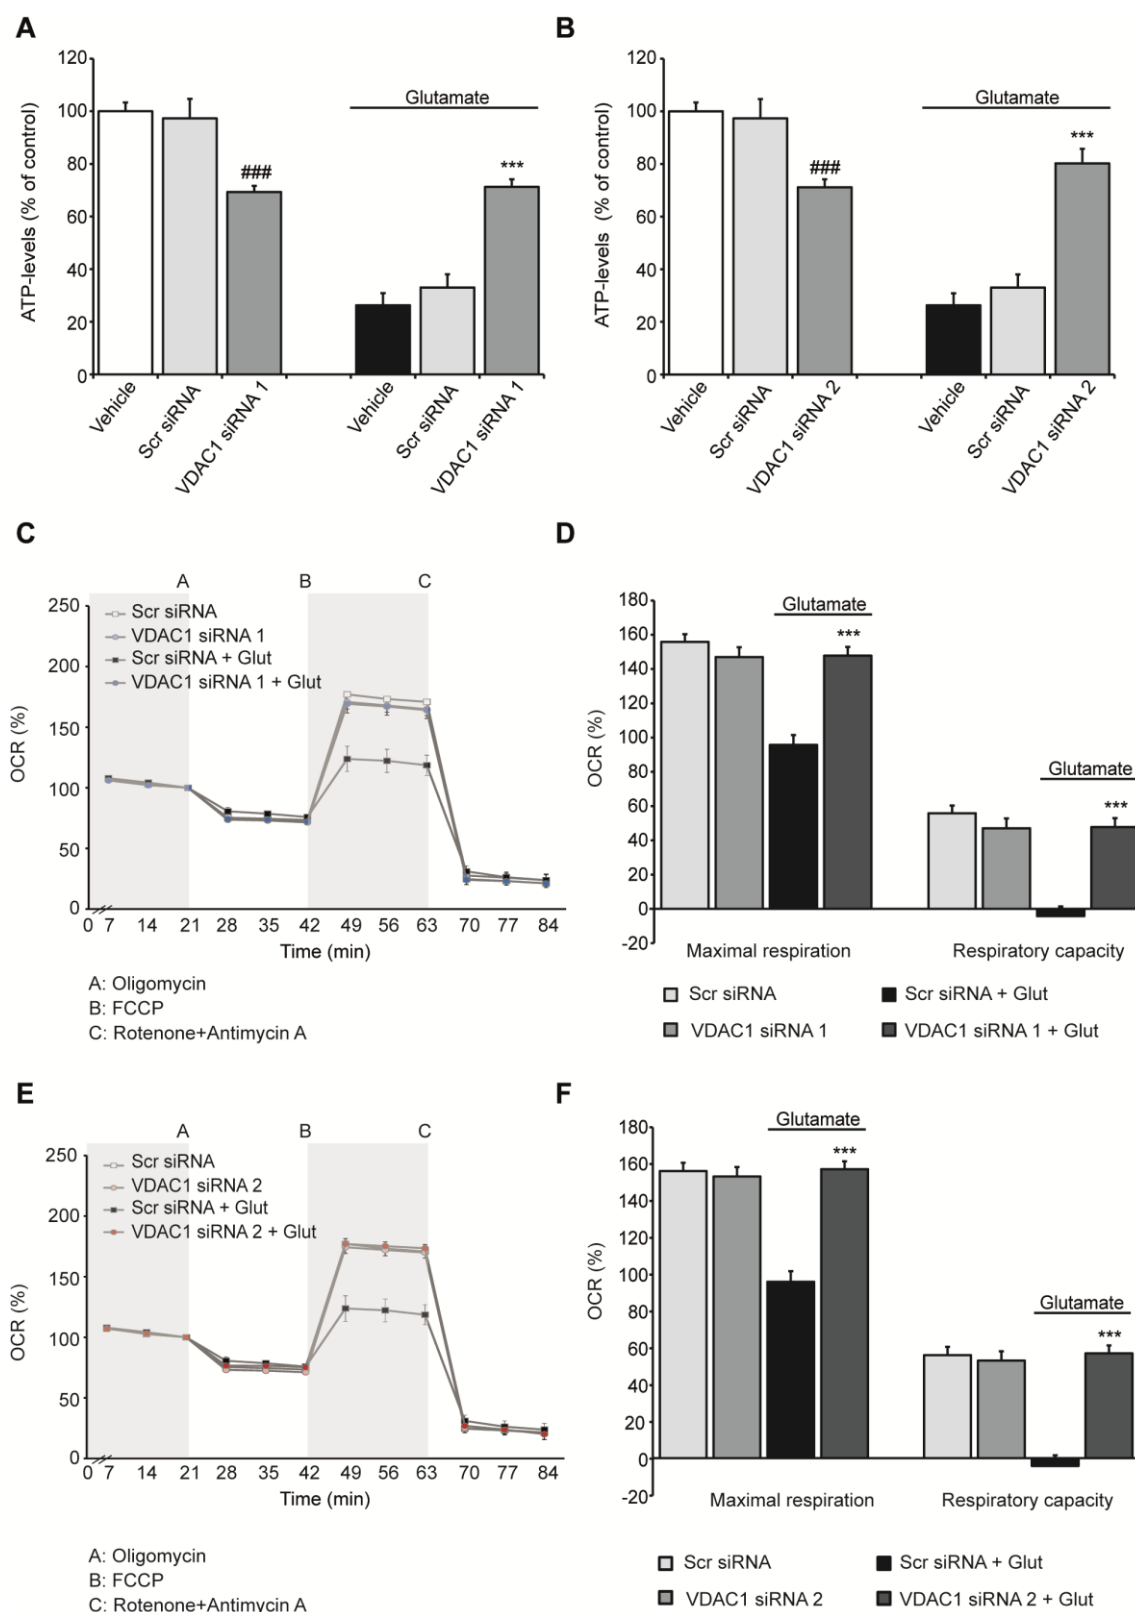 A
B
120
100
80
60
40
20
0
ATP-levels (% of control)
###
Glutamate
***
Vehicle
Scr siRNA
VDAC1 siRNA 1
Vehicle
Scr siRNA
VDAC1 siRNA 1
120
100
80
60
40
20
0
ATP-levels (% of control)
###
Glutamate
***
Vehicle
Scr siRNA
VDAC1 siRNA 2
Vehicle
Scr siRNA
VDAC1 siRNA 2
C
D
A B C
250
200
150
100
50
0
OCR (%)
Scr siRNA
VDAC1 siRNA 1
Scr siRNA + Glut
VDAC1 siRNA 1 + Glut
0 7 14 21 28 35 42 49 56 63 70 77 84
Time (min)
A: Oligomycin
B: FCCP
C: Rotenone+Antimycin A
180
160
140
120
100
80
60
40
20
0
-20
OCR (%)
Glutamate
***
Glutamate
***
Maximal respiration Respiratory capacity
Scr siRNA Scr siRNA + Glut
VDAC1 siRNA 1 VDAC1 siRNA 1 + Glut
E
F
A B C
250
200
150
100
50
0
OCR (%)
Scr siRNA
VDAC1 siRNA 2
Scr siRNA + Glut
VDAC1 siRNA 2 + Glut
0 7 14 21 28 35 42 49 56 63 70 77 84
Time (min)
A: Oligomycin
B: FCCP
C: Rotenone+Antimycin A
180
160
140
120
100
80
60
40
20
0
-20
OCR (%)
Glutamate
***
Glutamate
***
Maximal respiration Respiratory capacity
Scr siRNA Scr siRNA + Glut
VDAC1 siRNA 2 VDAC1 siRNA 2 + Glut